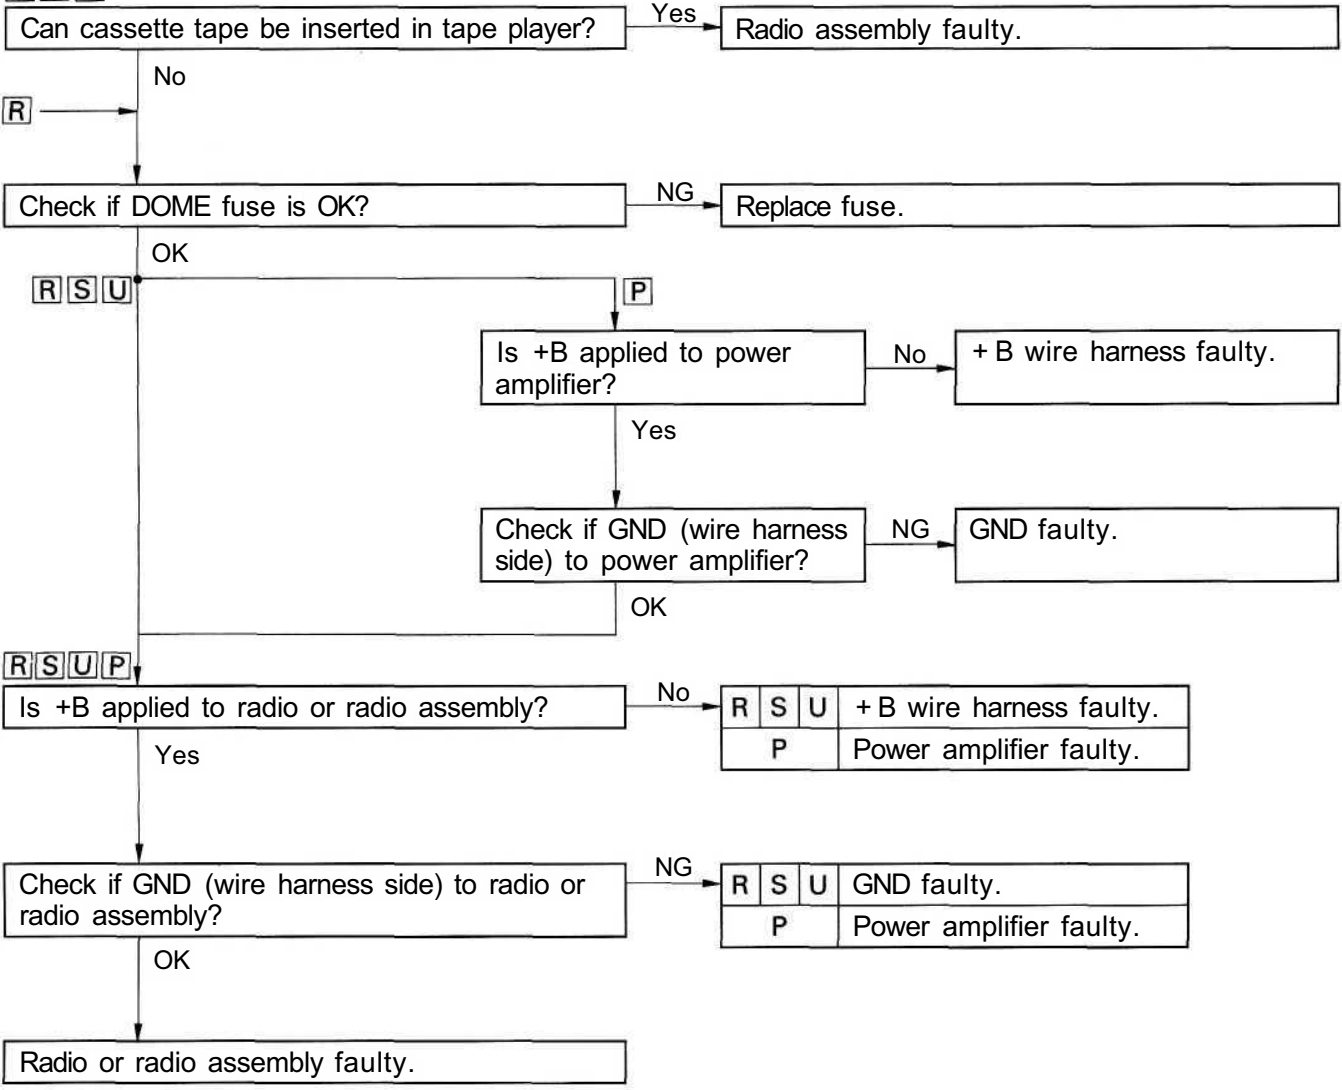 Can cassette tape be inserted in tape player?
Yes
Radio assembly faulty.
No
R
Check if DOME fuse is OK?
NG
Replace fuse.
OK
R S U
P
Is +B applied to power
amplifier?
No
+ B wire harness faulty.
Yes
Check if GND (wire harness
side) to power amplifier?
NG
GND faulty.
OK
R S U P
Is +B applied to radio or radio assembly?
No
R S U + B wire harness faulty.
P Power amplifier faulty.
Yes
Check if GND (wire harness side) to radio or
radio assembly?
NG
R S U GND faulty.
P Power amplifier faulty.
OK
Radio or radio assembly faulty.